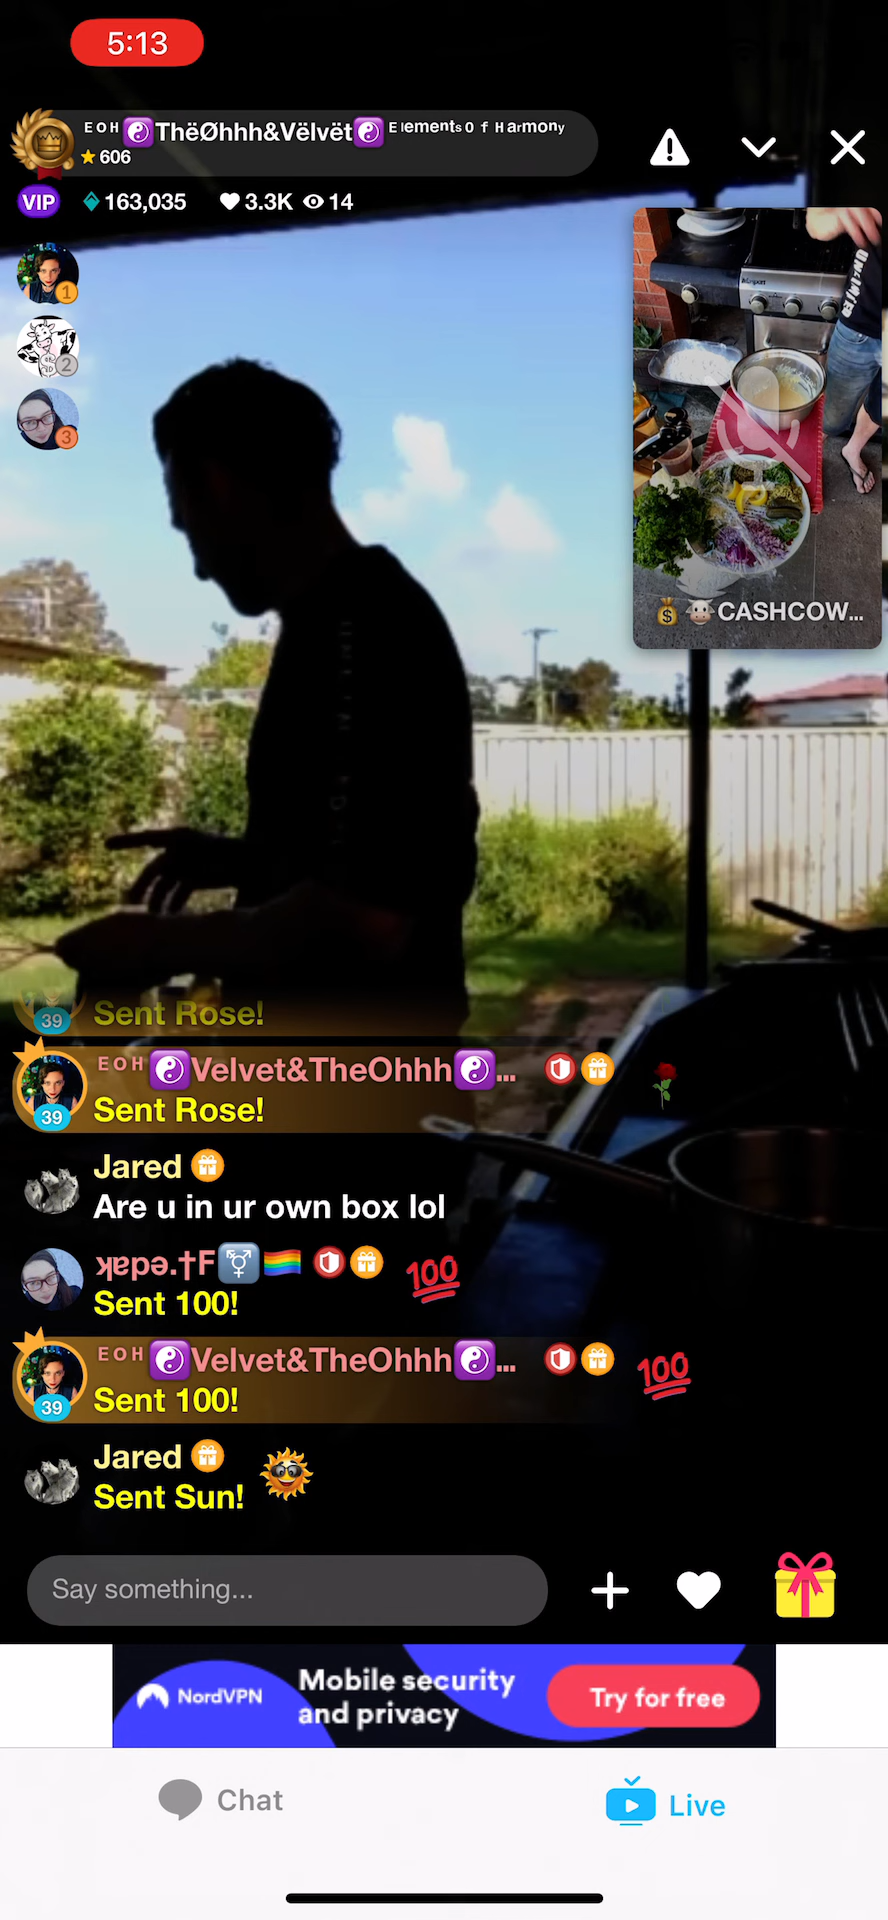 5:13
EOH☯ThëØhhh&Vëlvët☯Elements Of Harmony
606
VIP 163,035 3.3K 14
1
2
3
💰🐮CASHCOW...
39 Sent Rose!
EOH☯Velvet&TheOhhh☯...
39 Sent Rose!
Jared
Are u in ur own box lol
ʞɐpǝ.†F⚧🏳️‍🌈
Sent 100!
100
EOH☯Velvet&TheOhhh☯...
39 Sent 100!
100
Jared
Sent Sun!
Say something...
NordVPN
Mobile security
and privacy
Try for free
Chat
Live